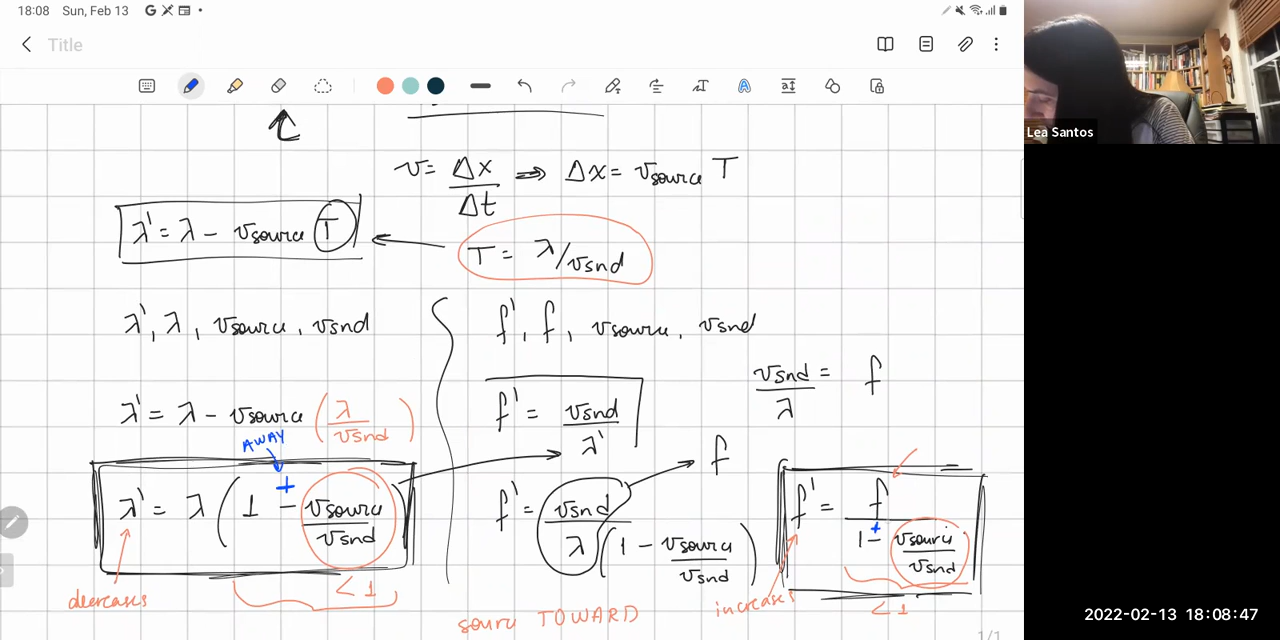 18:08 Sun, Feb 13 G
Title
Lea Santos
v = Δx/Δt ⇒ Δx = vsource T
λ' = λ - vsource T
T = λ/vsnd
λ', λ, vsource, vsnd
f', f, vsource, vsnd
vsnd/λ = f
λ' = λ - vsource (λ/vsnd)
f' = vsnd/λ'
AWAY
+
λ' = λ (1 - vsource/vsnd)
f
f' = vsnd/λ (1 - vsource/vsnd)
f' = f/1 - vsource/vsnd
+
decreases
< 1
source TOWARD
increases
< 1
2022-02-13 18:08:47
1/1